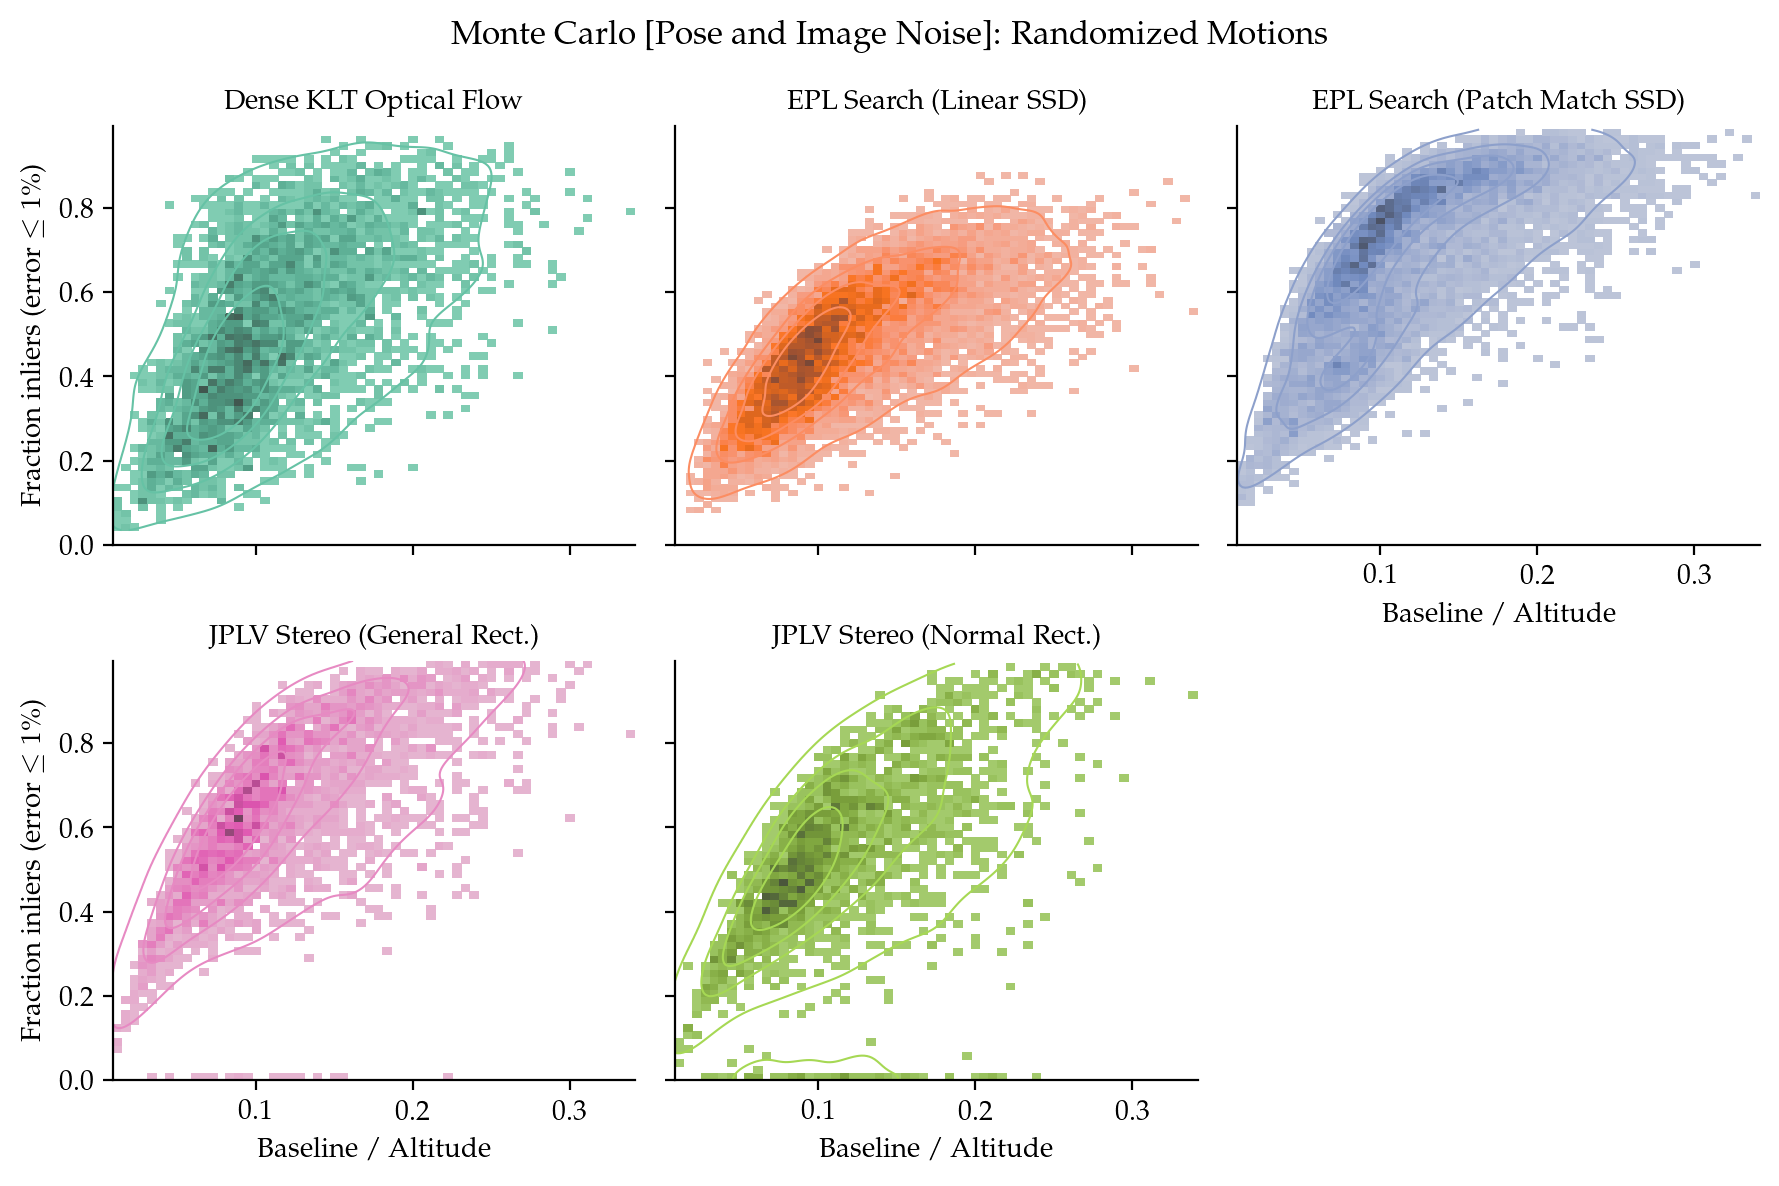 Monte Carlo [Pose and Image Noise]: Randomized Motions
Dense KLT Optical Flow
EPL Search (Linear SSD)
EPL Search (Patch Match SSD)
Fraction inliers (error ≤ 1%)
0.8
0.6
0.4
0.2
0.0
0.1
0.2
0.3
Baseline / Altitude
JPLV Stereo (General Rect.)
JPLV Stereo (Normal Rect.)
Fraction inliers (error ≤ 1%)
0.8
0.6
0.4
0.2
0.0
0.1
0.2
0.3
Baseline / Altitude
0.1
0.2
0.3
Baseline / Altitude